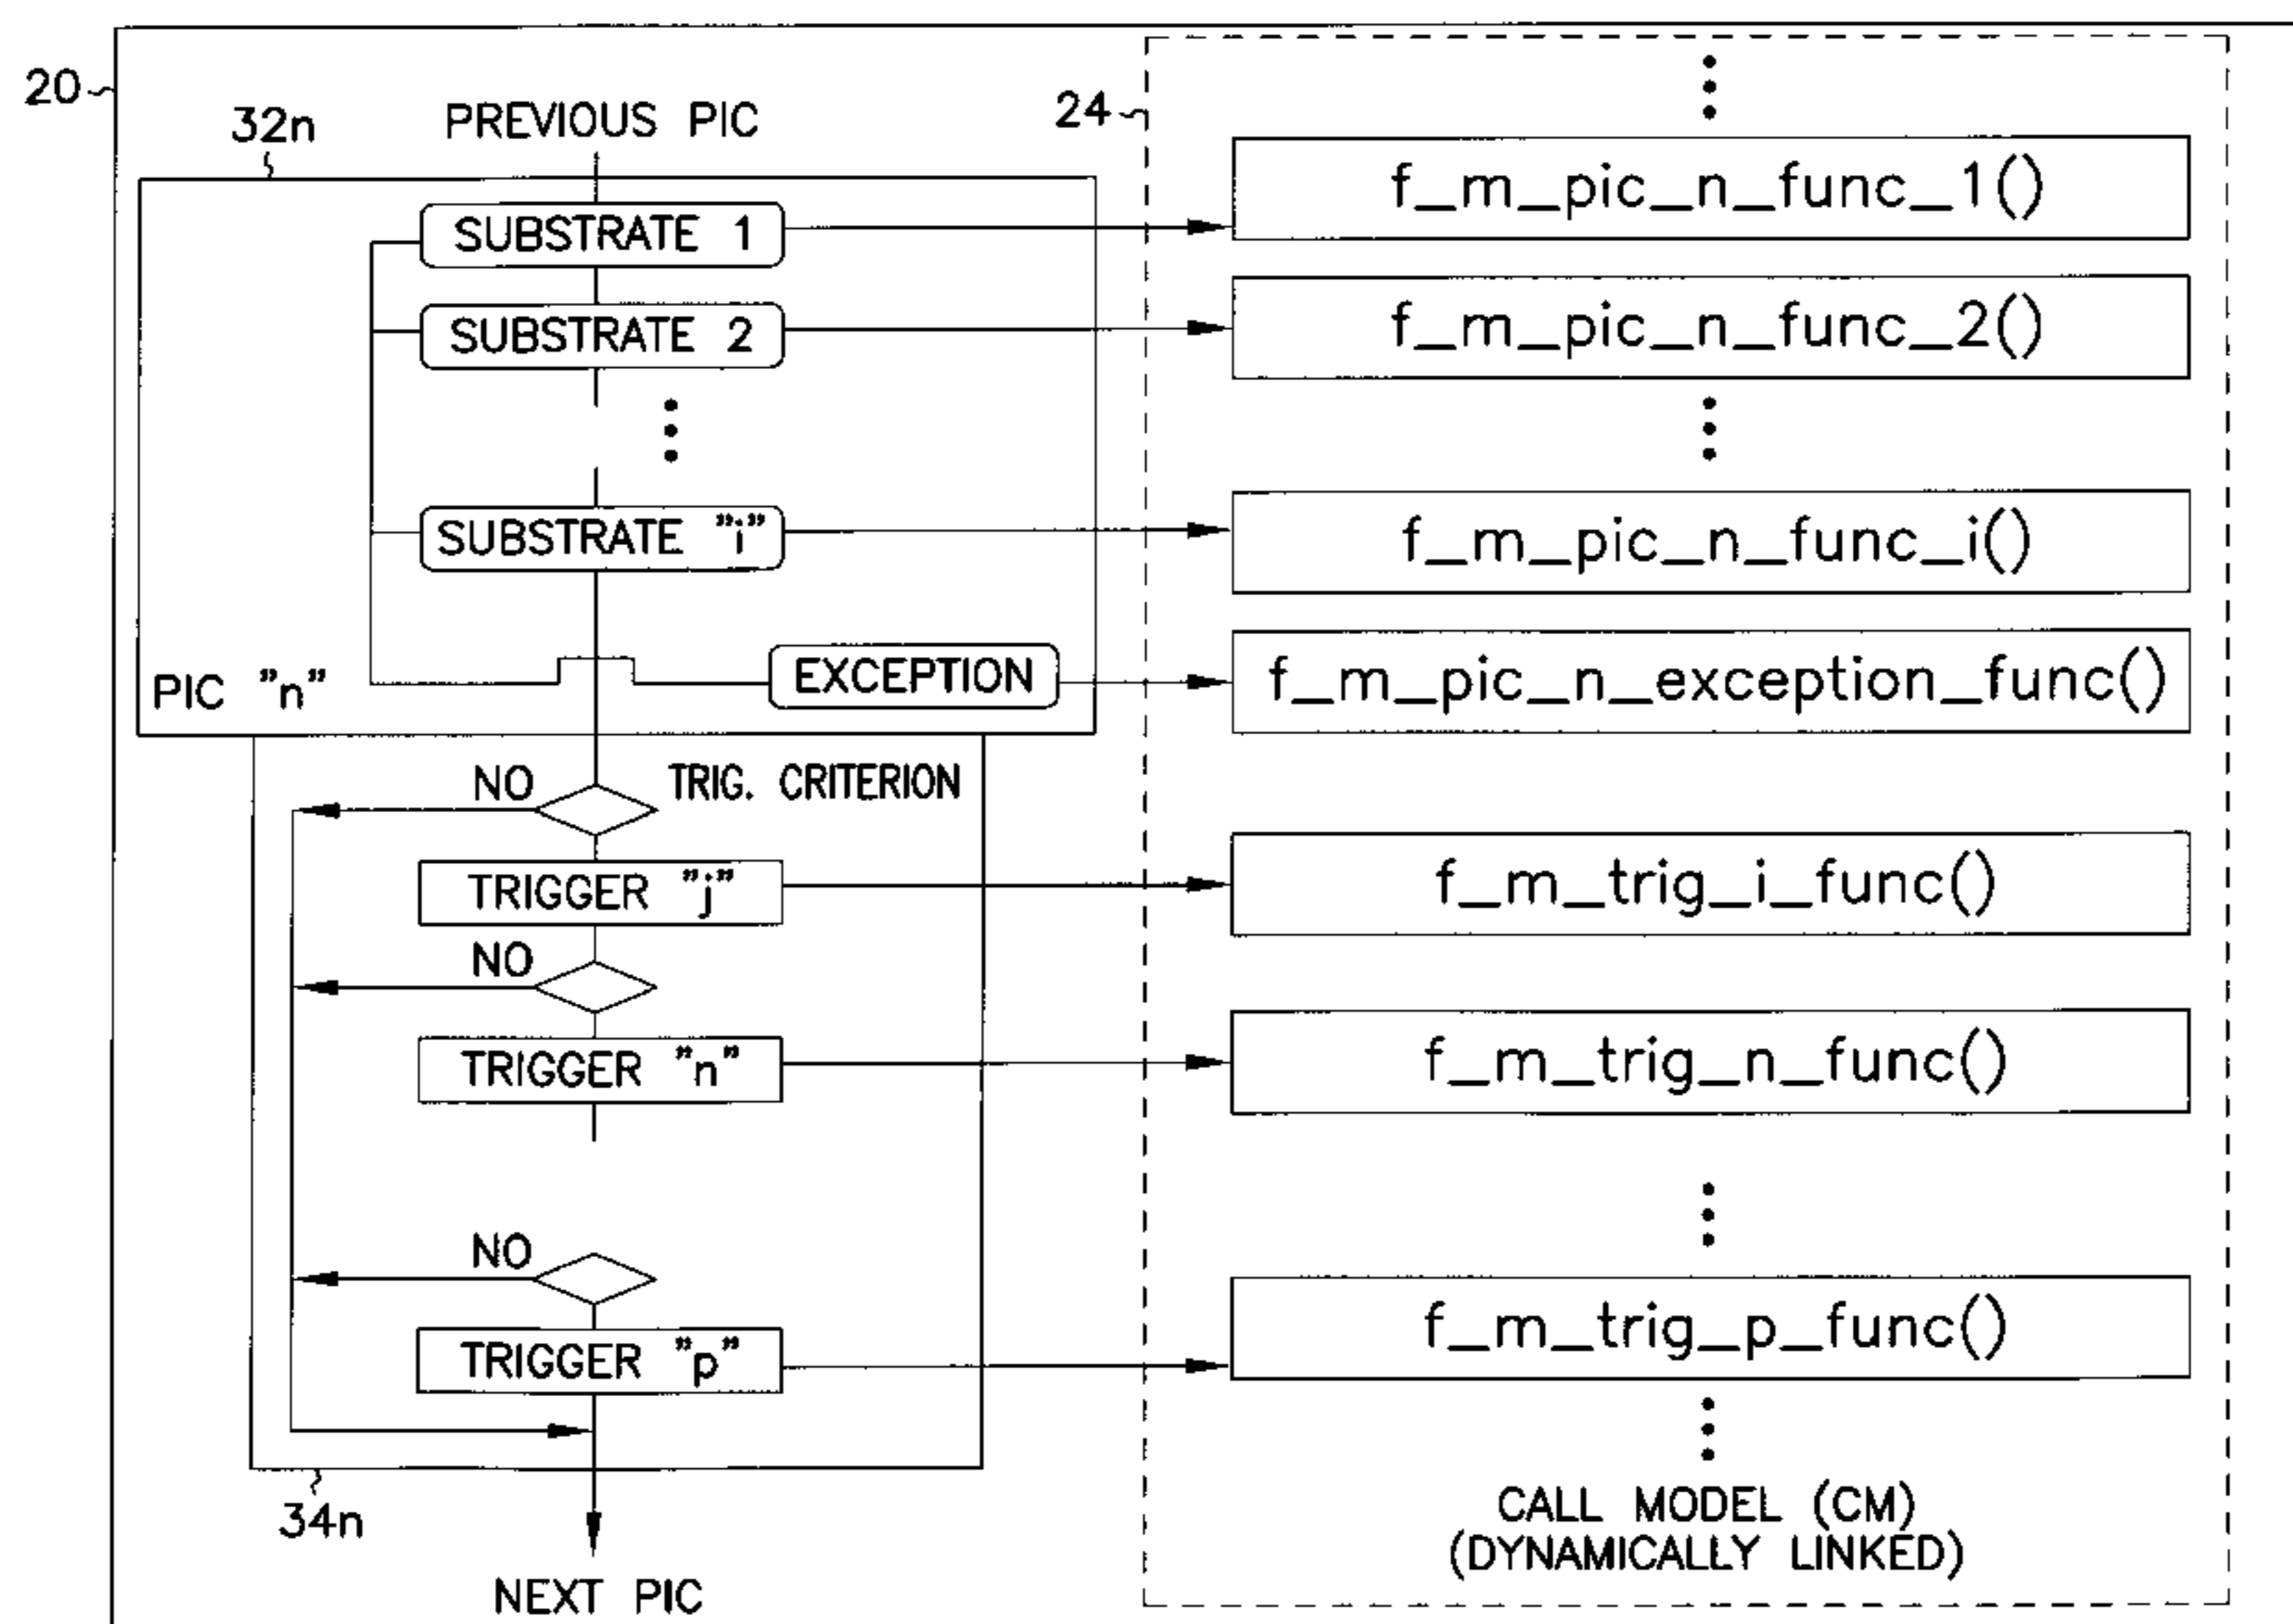 20
32n
PREVIOUS PIC
24
SUBSTRATE 1
f_m_pic_n_func_1()
SUBSTRATE 2
f_m_pic_n_func_2()
SUBSTRATE "i"
f_m_pic_n_func_i()
PIC "n"
EXCEPTION
f_m_pic_n_exception_func()
NO
TRIG. CRITERION
TRIGGER "j"
f_m_trig_i_func()
NO
TRIGGER "n"
f_m_trig_n_func()
NO
TRIGGER "p"
f_m_trig_p_func()
34n
NEXT PIC
CALL MODEL (CM)
(DYNAMICALLY LINKED)